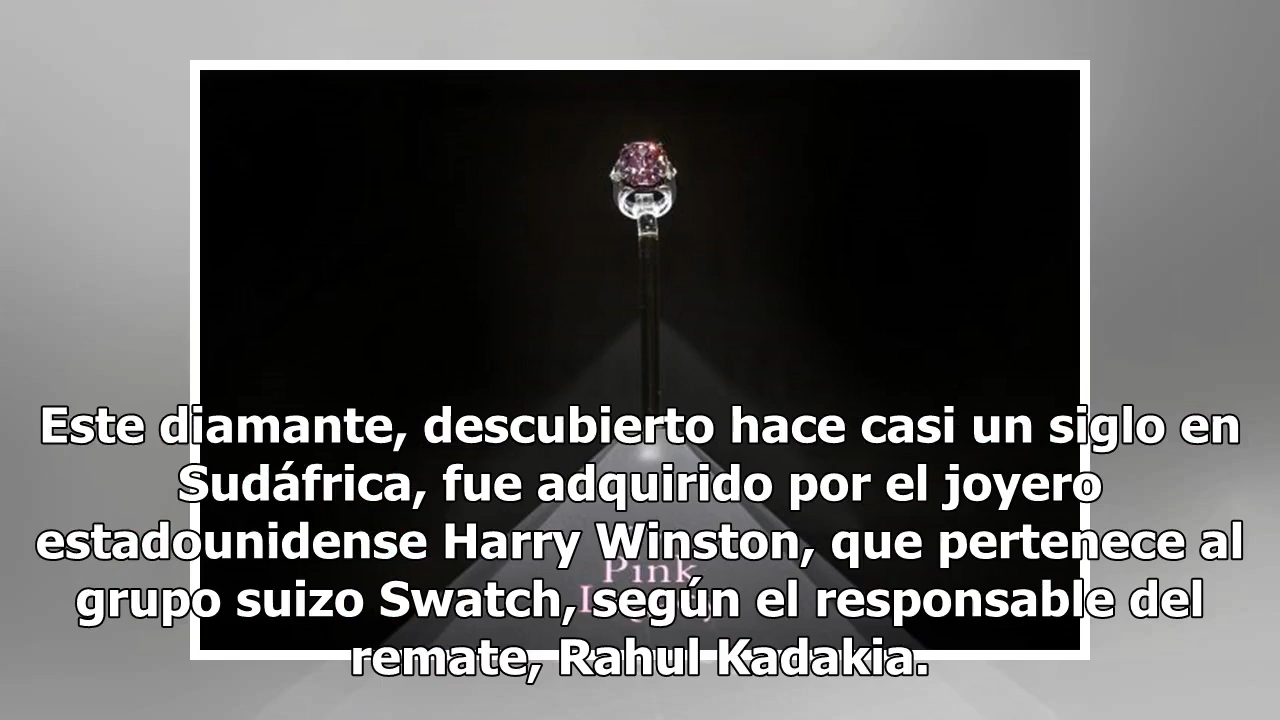 Este diamante, descubierto hace casi un siglo en
Sudáfrica, fue adquirido por el joyero
estadounidense Harry Winston, que pertenece al
grupo suizo Swatch, según el responsable del
remate, Rahul Kadakia.
Pink